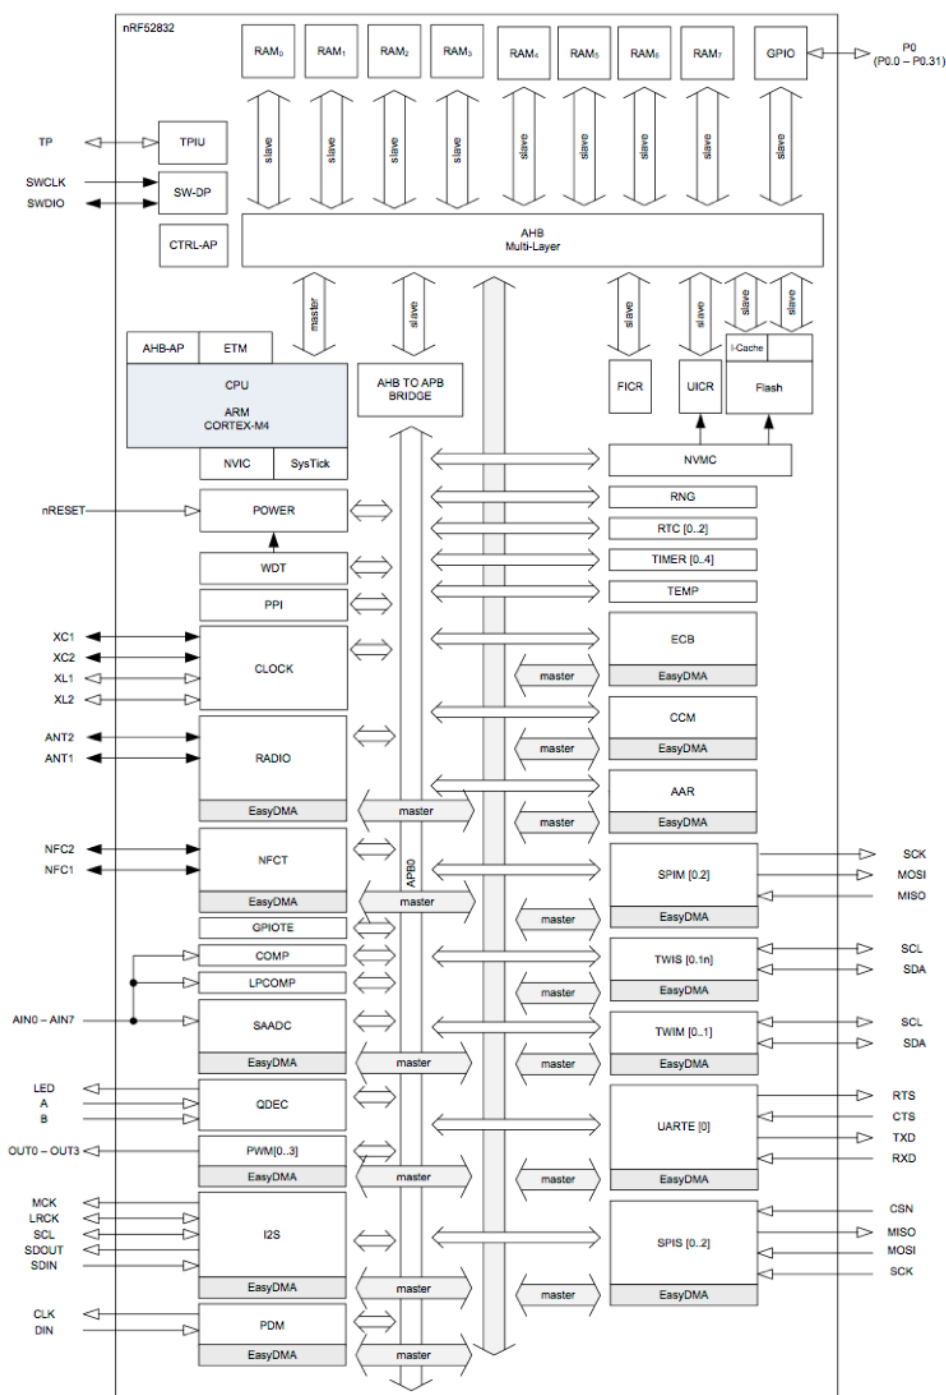 nRF52832
RAM0 RAM1 RAM2 RAM3 RAM4 RAM5 RAM6 RAM7 GPIO
P0
(P0.0 – P0.31)
slave slave slave slave slave slave slave slave slave
TP
TPIU
SWCLK
SWDIO
SW-DP
CTRL-AP
AHB
Multi-Layer
master
slave
slave
slave
slave
slave
AHB-AP
ETM
CPU
ARM
CORTEX-M4
NVIC
SysTick
AHB TO APB
BRIDGE
FICR
UICR
I-Cache
Flash
NVMC
nRESET
POWER
WDT
PPI
XC1
XC2
XL1
XL2
CLOCK
ANT2
ANT1
RADIO
EasyDMA
master
NFC2
NFC1
NFCT
EasyDMA
master
APB0
GPIOTE
COMP
LPCOMP
AIN0 – AIN7
SAADC
EasyDMA
master
LED
A
B
QDEC
OUT0 – OUT3
PWM[0..3]
EasyDMA
master
MCK
LRCK
SCL
SDOUT
SDIN
I2S
EasyDMA
master
CLK
DIN
PDM
EasyDMA
master
RNG
RTC [0..2]
TIMER [0..4]
TEMP
ECB
master
EasyDMA
CCM
master
EasyDMA
AAR
master
EasyDMA
SPIM [0.2]
SCK
MOSI
MISO
master
EasyDMA
TWIS [0.1n]
SCL
SDA
master
EasyDMA
TWIM [0..1]
SCL
SDA
master
EasyDMA
UARTE [0]
RTS
CTS
TXD
RXD
master
EasyDMA
SPIS [0..2]
CSN
MISO
MOSI
SCK
master
EasyDMA